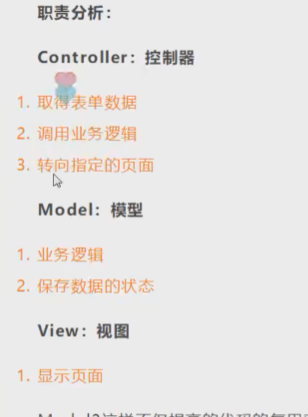 职责分析：
Controller：控制器
1. 取得表单数据
2. 调用业务逻辑
3. 转向指定的页面
Model：模型
1. 业务逻辑
2. 保存数据的状态
View：视图
1. 显示页面